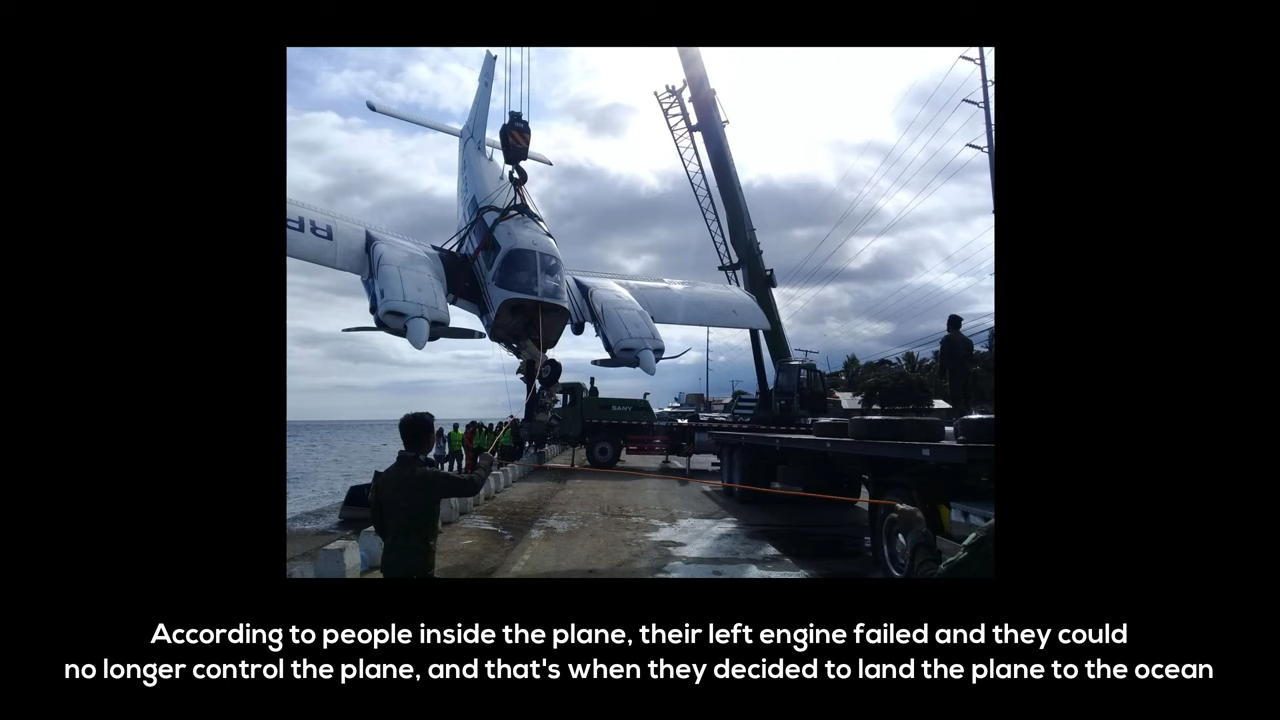 RP
SANY
According to people inside the plane, their left engine failed and they could
no longer control the plane, and that's when they decided to land the plane to the ocean